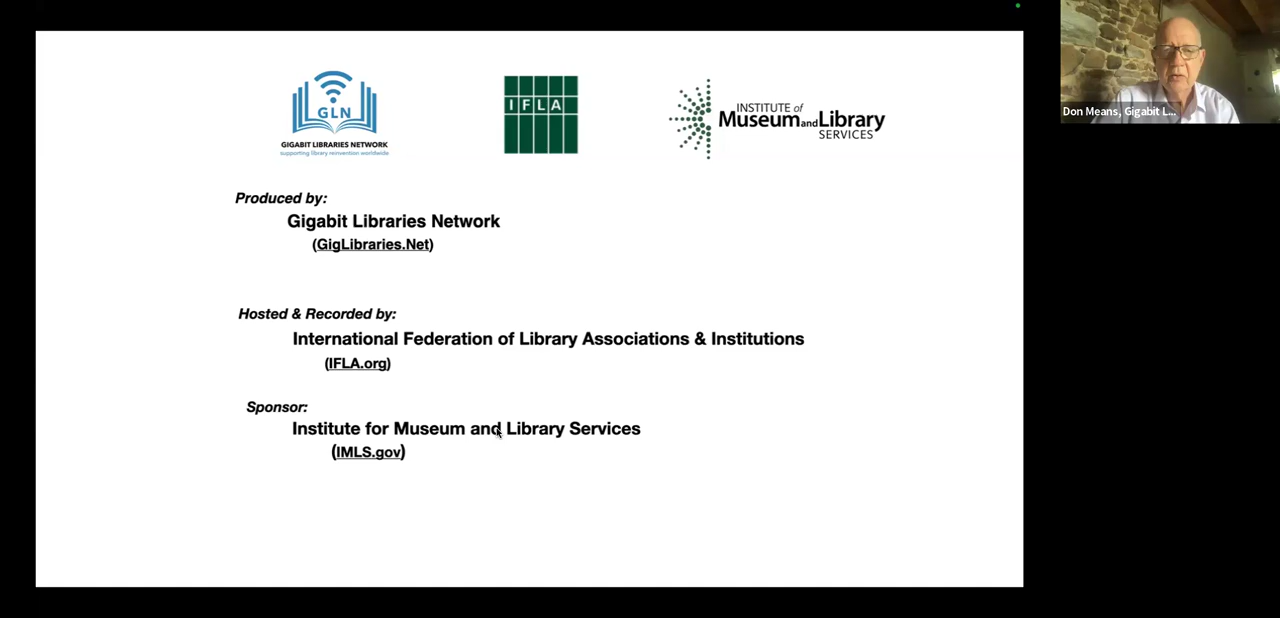 GLN
GIGABIT LIBRARIES NETWORK
supporting library reinvention worldwide
IFLA
INSTITUTE of
Museum and Library
SERVICES
Don Means, Gigabit L...
Produced by:
Gigabit Libraries Network
(GigLibraries.Net)
Hosted & Recorded by:
International Federation of Library Associations & Institutions
(IFLA.org)
Sponsor:
Institute for Museum and Library Services
(IMLS.gov)